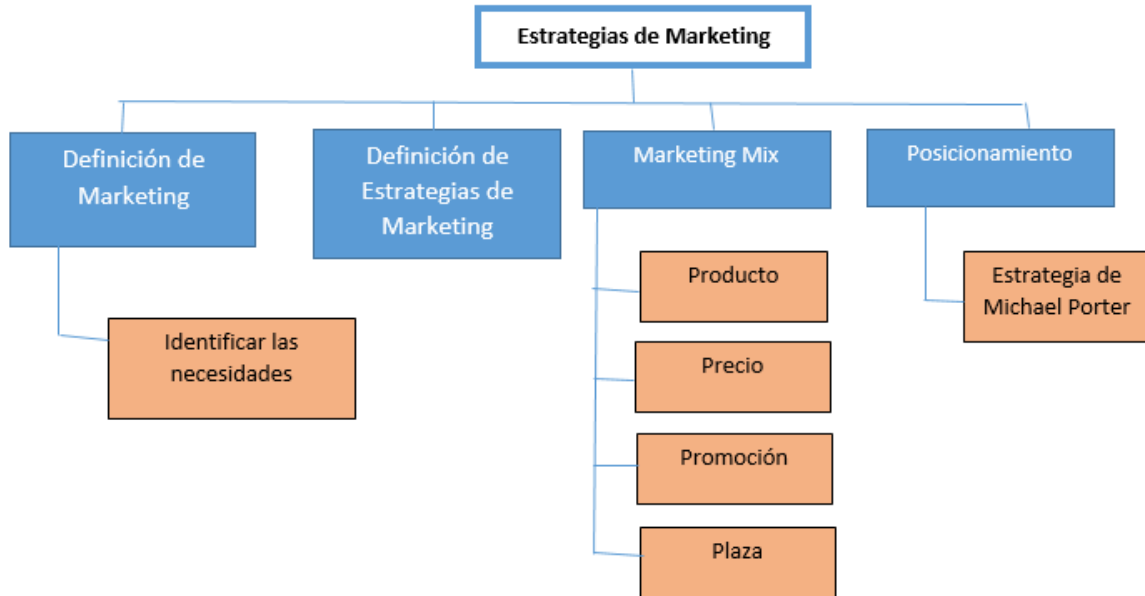 Estrategias de Marketing
Definición de
Marketing
Definición de
Estrategias de
Marketing
Marketing Mix
Posicionamiento
Identificar las
necesidades
Producto
Precio
Promoción
Plaza
Estrategia de
Michael Porter